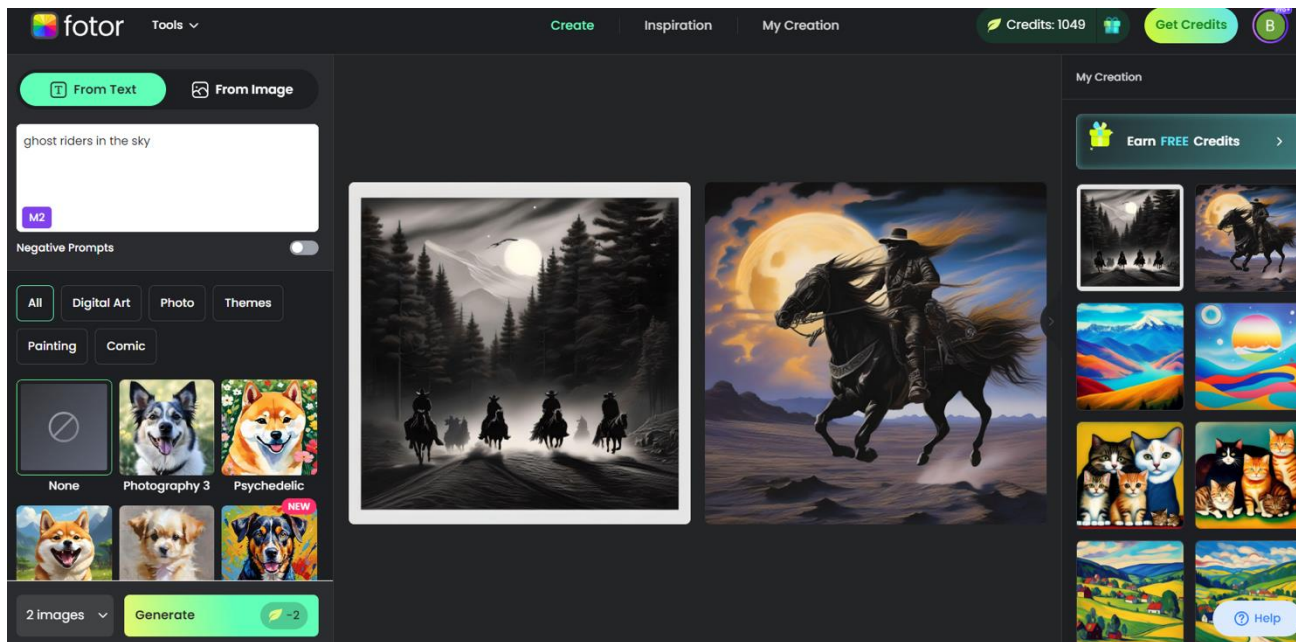 fotor
Tools
Create
Inspiration
My Creation
Credits: 1049
Get Credits
B
Pro+
From Text
From Image
ghost riders in the sky
M2
Negative Prompts
All
Digital Art
Photo
Themes
Painting
Comic
None
Photography 3
Psychedelic
NEW
2 images
Generate
-2
My Creation
Earn FREE Credits
Help